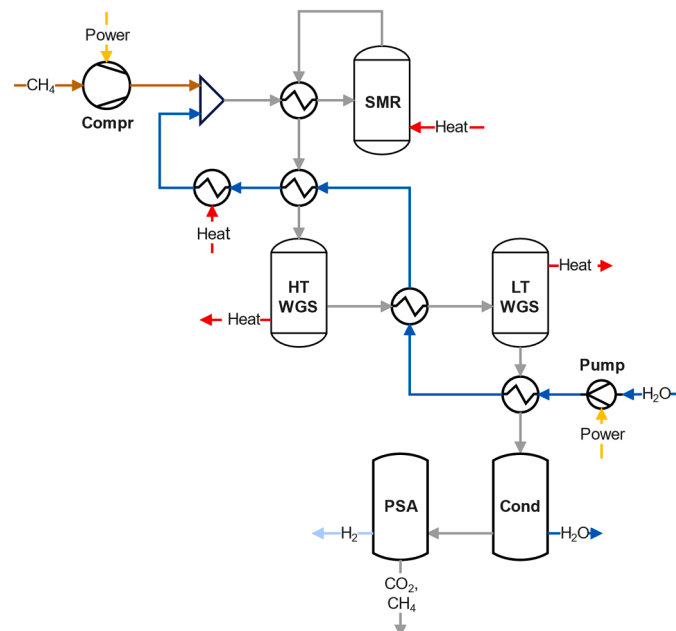 Power
CH₄
Compr
SMR
Heat
Heat
HT
WGS
Heat
LT
WGS
Heat
Pump
H₂O
Power
PSA
Cond
H₂
H₂O
CO₂,
CH₄